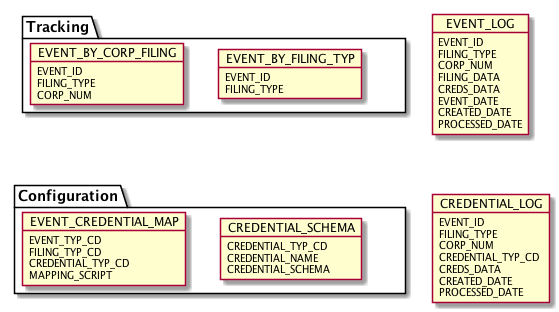 Tracking
EVENT_BY_CORP_FILING
EVENT_ID
FILING_TYPE
CORP_NUM
EVENT_BY_FILING_TYP
EVENT_ID
FILING_TYPE
EVENT_LOG
EVENT_ID
FILING_TYPE
CORP_NUM
FILING_DATA
CREDS_DATA
EVENT_DATE
CREATED_DATE
PROCESSED_DATE
Configuration
EVENT_CREDENTIAL_MAP
EVENT_TYP_CD
FILING_TYP_CD
CREDENTIAL_TYP_CD
MAPPING_SCRIPT
CREDENTIAL_SCHEMA
CREDENTIAL_TYP_CD
CREDENTIAL_NAME
CREDENTIAL_SCHEMA
CREDENTIAL_LOG
EVENT_ID
FILING_TYPE
CORP_NUM
CREDENTIAL_TYP_CD
CREDS_DATA
CREATED_DATE
PROCESSED_DATE